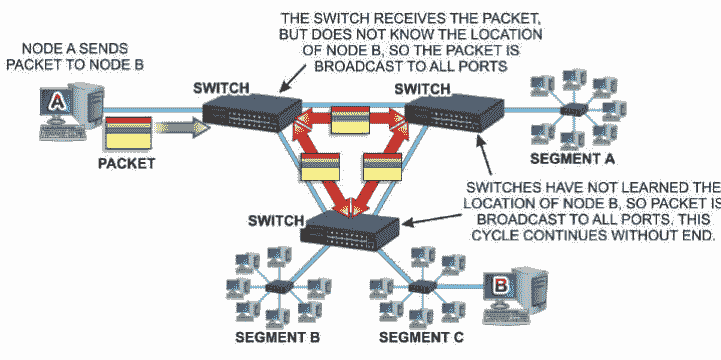 NODE A SENDS
PACKET TO NODE B
THE SWITCH RECEIVES THE PACKET,
BUT DOES NOT KNOW THE LOCATION
OF NODE B, SO THE PACKET IS
BROADCAST TO ALL PORTS
SWITCH
SWITCH
A
PACKET
SEGMENT A
SWITCHES HAVE NOT LEARNED THE
LOCATION OF NODE B, SO PACKET IS
BROADCAST TO ALL PORTS. THIS
CYCLE CONTINUES WITHOUT END.
SWITCH
B
SEGMENT B
SEGMENT C